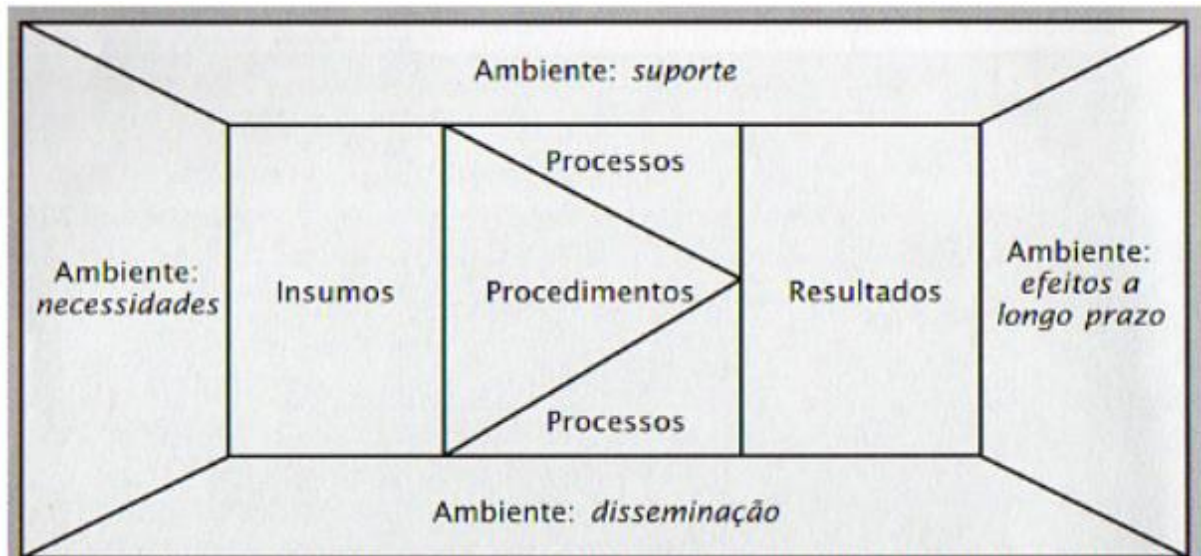 Ambiente: suporte
Processos
Ambiente:
necessidades
Insumos
Procedimentos
Resultados
Ambiente:
efeitos a
longo prazo
Processos
Ambiente: disseminação